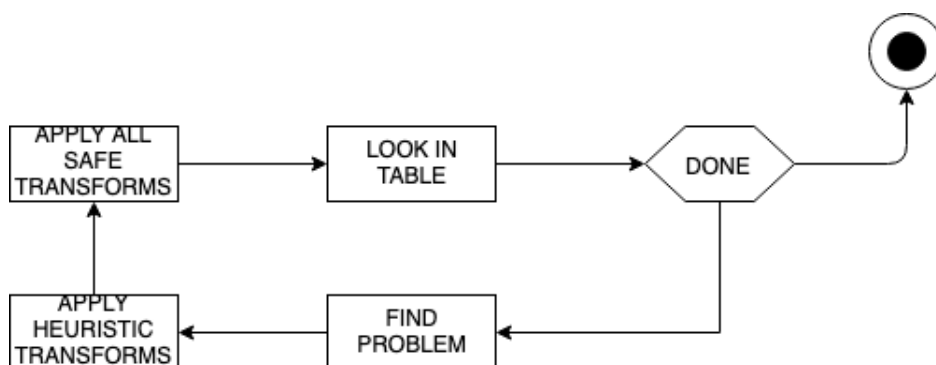 APPLY ALL
SAFE
TRANSFORMS
LOOK IN
TABLE
DONE
APPLY
HEURISTIC
TRANSFORMS
FIND
PROBLEM